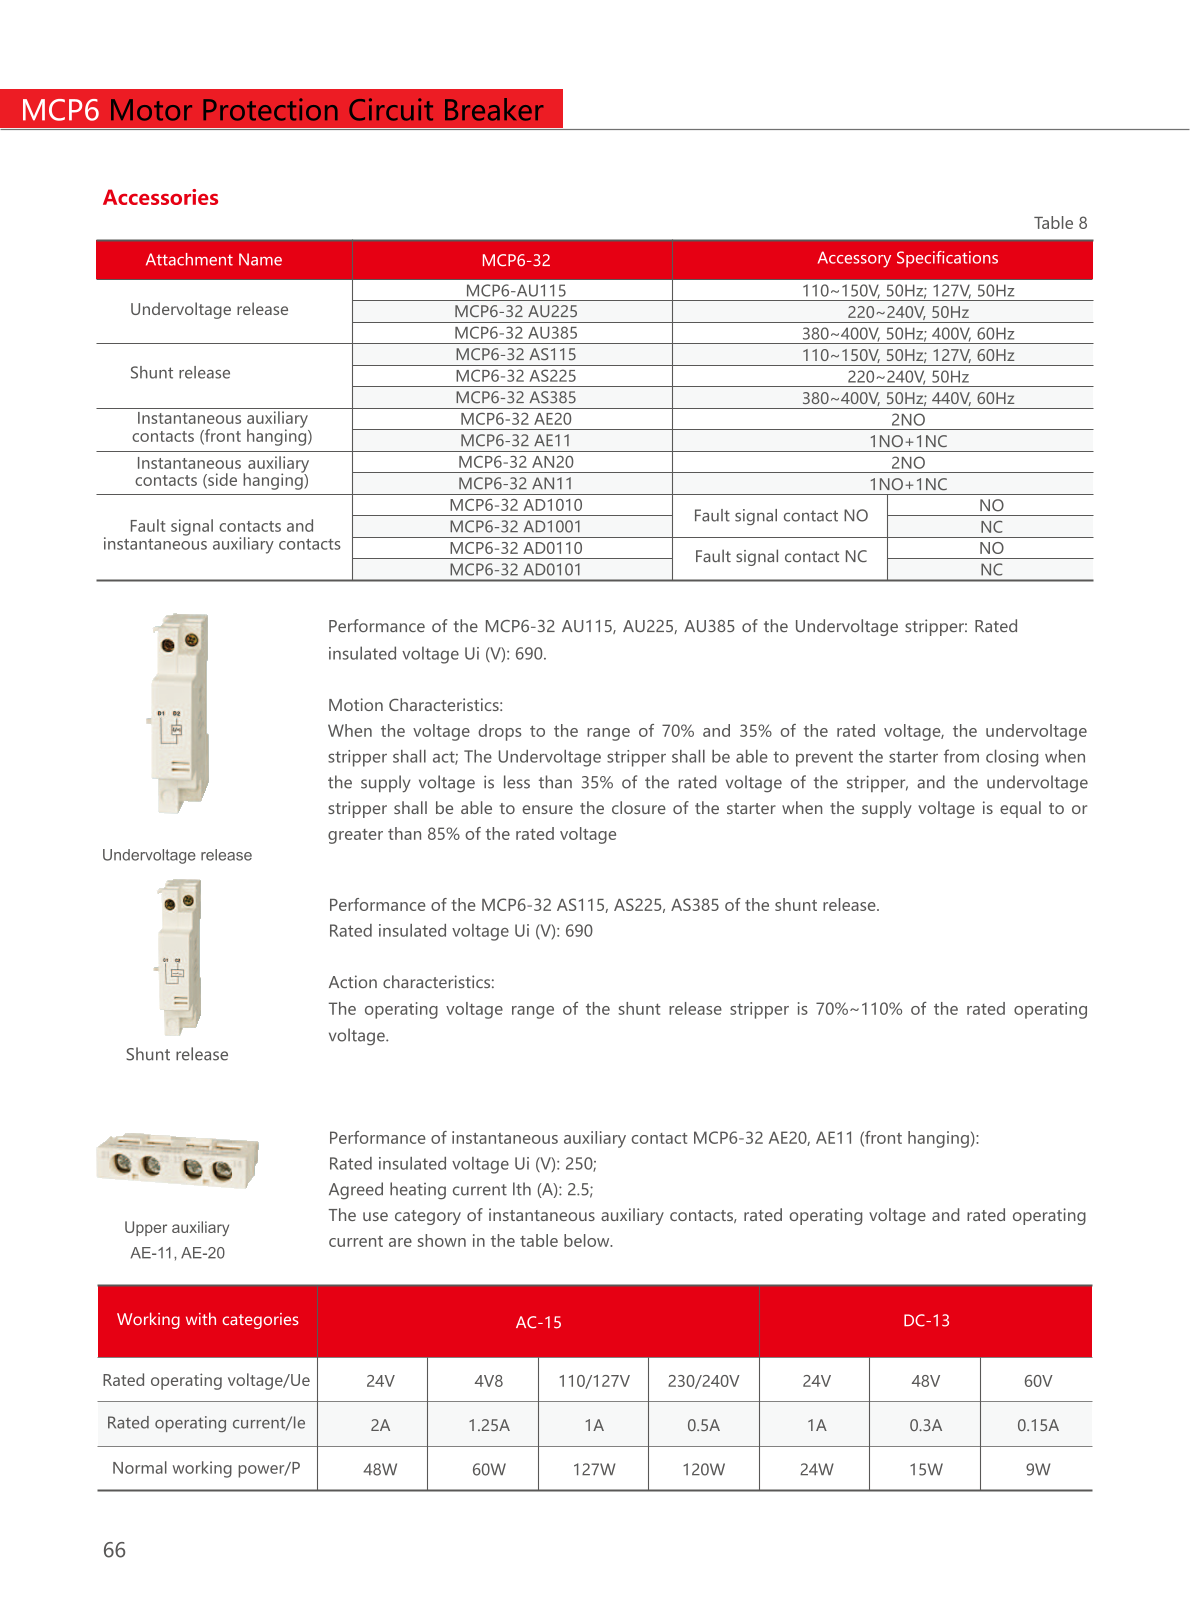 MCP6 Motor Protection Circuit Breaker
Accessories
Table 8
Attachment Name MCP6-32 Accessory Specifications
Undervoltage release
MCP6-AU115 110~150V, 50Hz; 127V, 50Hz
MCP6-32 AU225 220~240V, 50Hz
MCP6-32 AU385 380~400V, 50Hz; 400V, 60Hz
Shunt release
MCP6-32 AS115 110~150V, 50Hz; 127V, 60Hz
MCP6-32 AS225 220~240V, 50Hz
MCP6-32 AS385 380~400V, 50Hz; 440V, 60Hz
Instantaneous auxiliary
contacts (front hanging)
MCP6-32 AE20 2NO
MCP6-32 AE11 1NO+1NC
Instantaneous auxiliary
contacts (side hanging)
MCP6-32 AN20 2NO
MCP6-32 AN11 1NO+1NC
Fault signal contacts and
instantaneous auxiliary contacts
MCP6-32 AD1010 Fault signal contact NO NO
MCP6-32 AD1001 NC
MCP6-32 AD0110 Fault signal contact NC NO
MCP6-32 AD0101 NC
D1 D2
Undervoltage release
Performance of the MCP6-32 AU115, AU225, AU385 of the Undervoltage stripper: Rated
insulated voltage Ui (V): 690.
Motion Characteristics:
When the voltage drops to the range of 70% and 35% of the rated voltage, the undervoltage
stripper shall act; The Undervoltage stripper shall be able to prevent the starter from closing when
the supply voltage is less than 35% of the rated voltage of the stripper, and the undervoltage
stripper shall be able to ensure the closure of the starter when the supply voltage is equal to or
greater than 85% of the rated voltage
Shunt release
Performance of the MCP6-32 AS115, AS225, AS385 of the shunt release.
Rated insulated voltage Ui (V): 690
Action characteristics:
The operating voltage range of the shunt release stripper is 70%~110% of the rated operating
voltage.
Upper auxiliary
AE-11, AE-20
Performance of instantaneous auxiliary contact MCP6-32 AE20, AE11 (front hanging):
Rated insulated voltage Ui (V): 250;
Agreed heating current lth (A): 2.5;
The use category of instantaneous auxiliary contacts, rated operating voltage and rated operating
current are shown in the table below.
Working with categories AC-15 DC-13
Rated operating voltage/Ue 24V 4V8 110/127V 230/240V 24V 48V 60V
Rated operating current/Ie 2A 1.25A 1A 0.5A 1A 0.3A 0.15A
Normal working power/P 48W 60W 127W 120W 24W 15W 9W
66